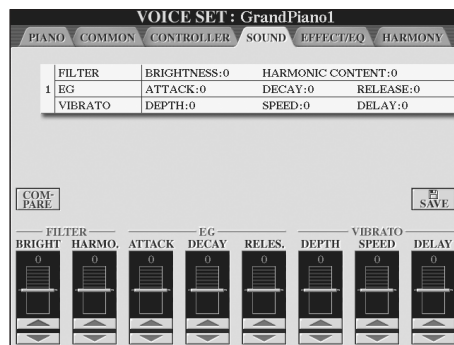 VOICE SET : GrandPiano1
PIANO COMMON CONTROLLER SOUND EFFECT/EQ HARMONY
FILTER BRIGHTNESS:0 HARMONIC CONTENT:0
1 EG ATTACK:0 DECAY:0 RELEASE:0
VIBRATO DEPTH:0 SPEED:0 DELAY:0
COM-
PARE
SAVE
FILTER EG VIBRATO
BRIGHT HARMO. ATTACK DECAY RELES. DEPTH SPEED DELAY
0 0 0 0 0 0 0 0